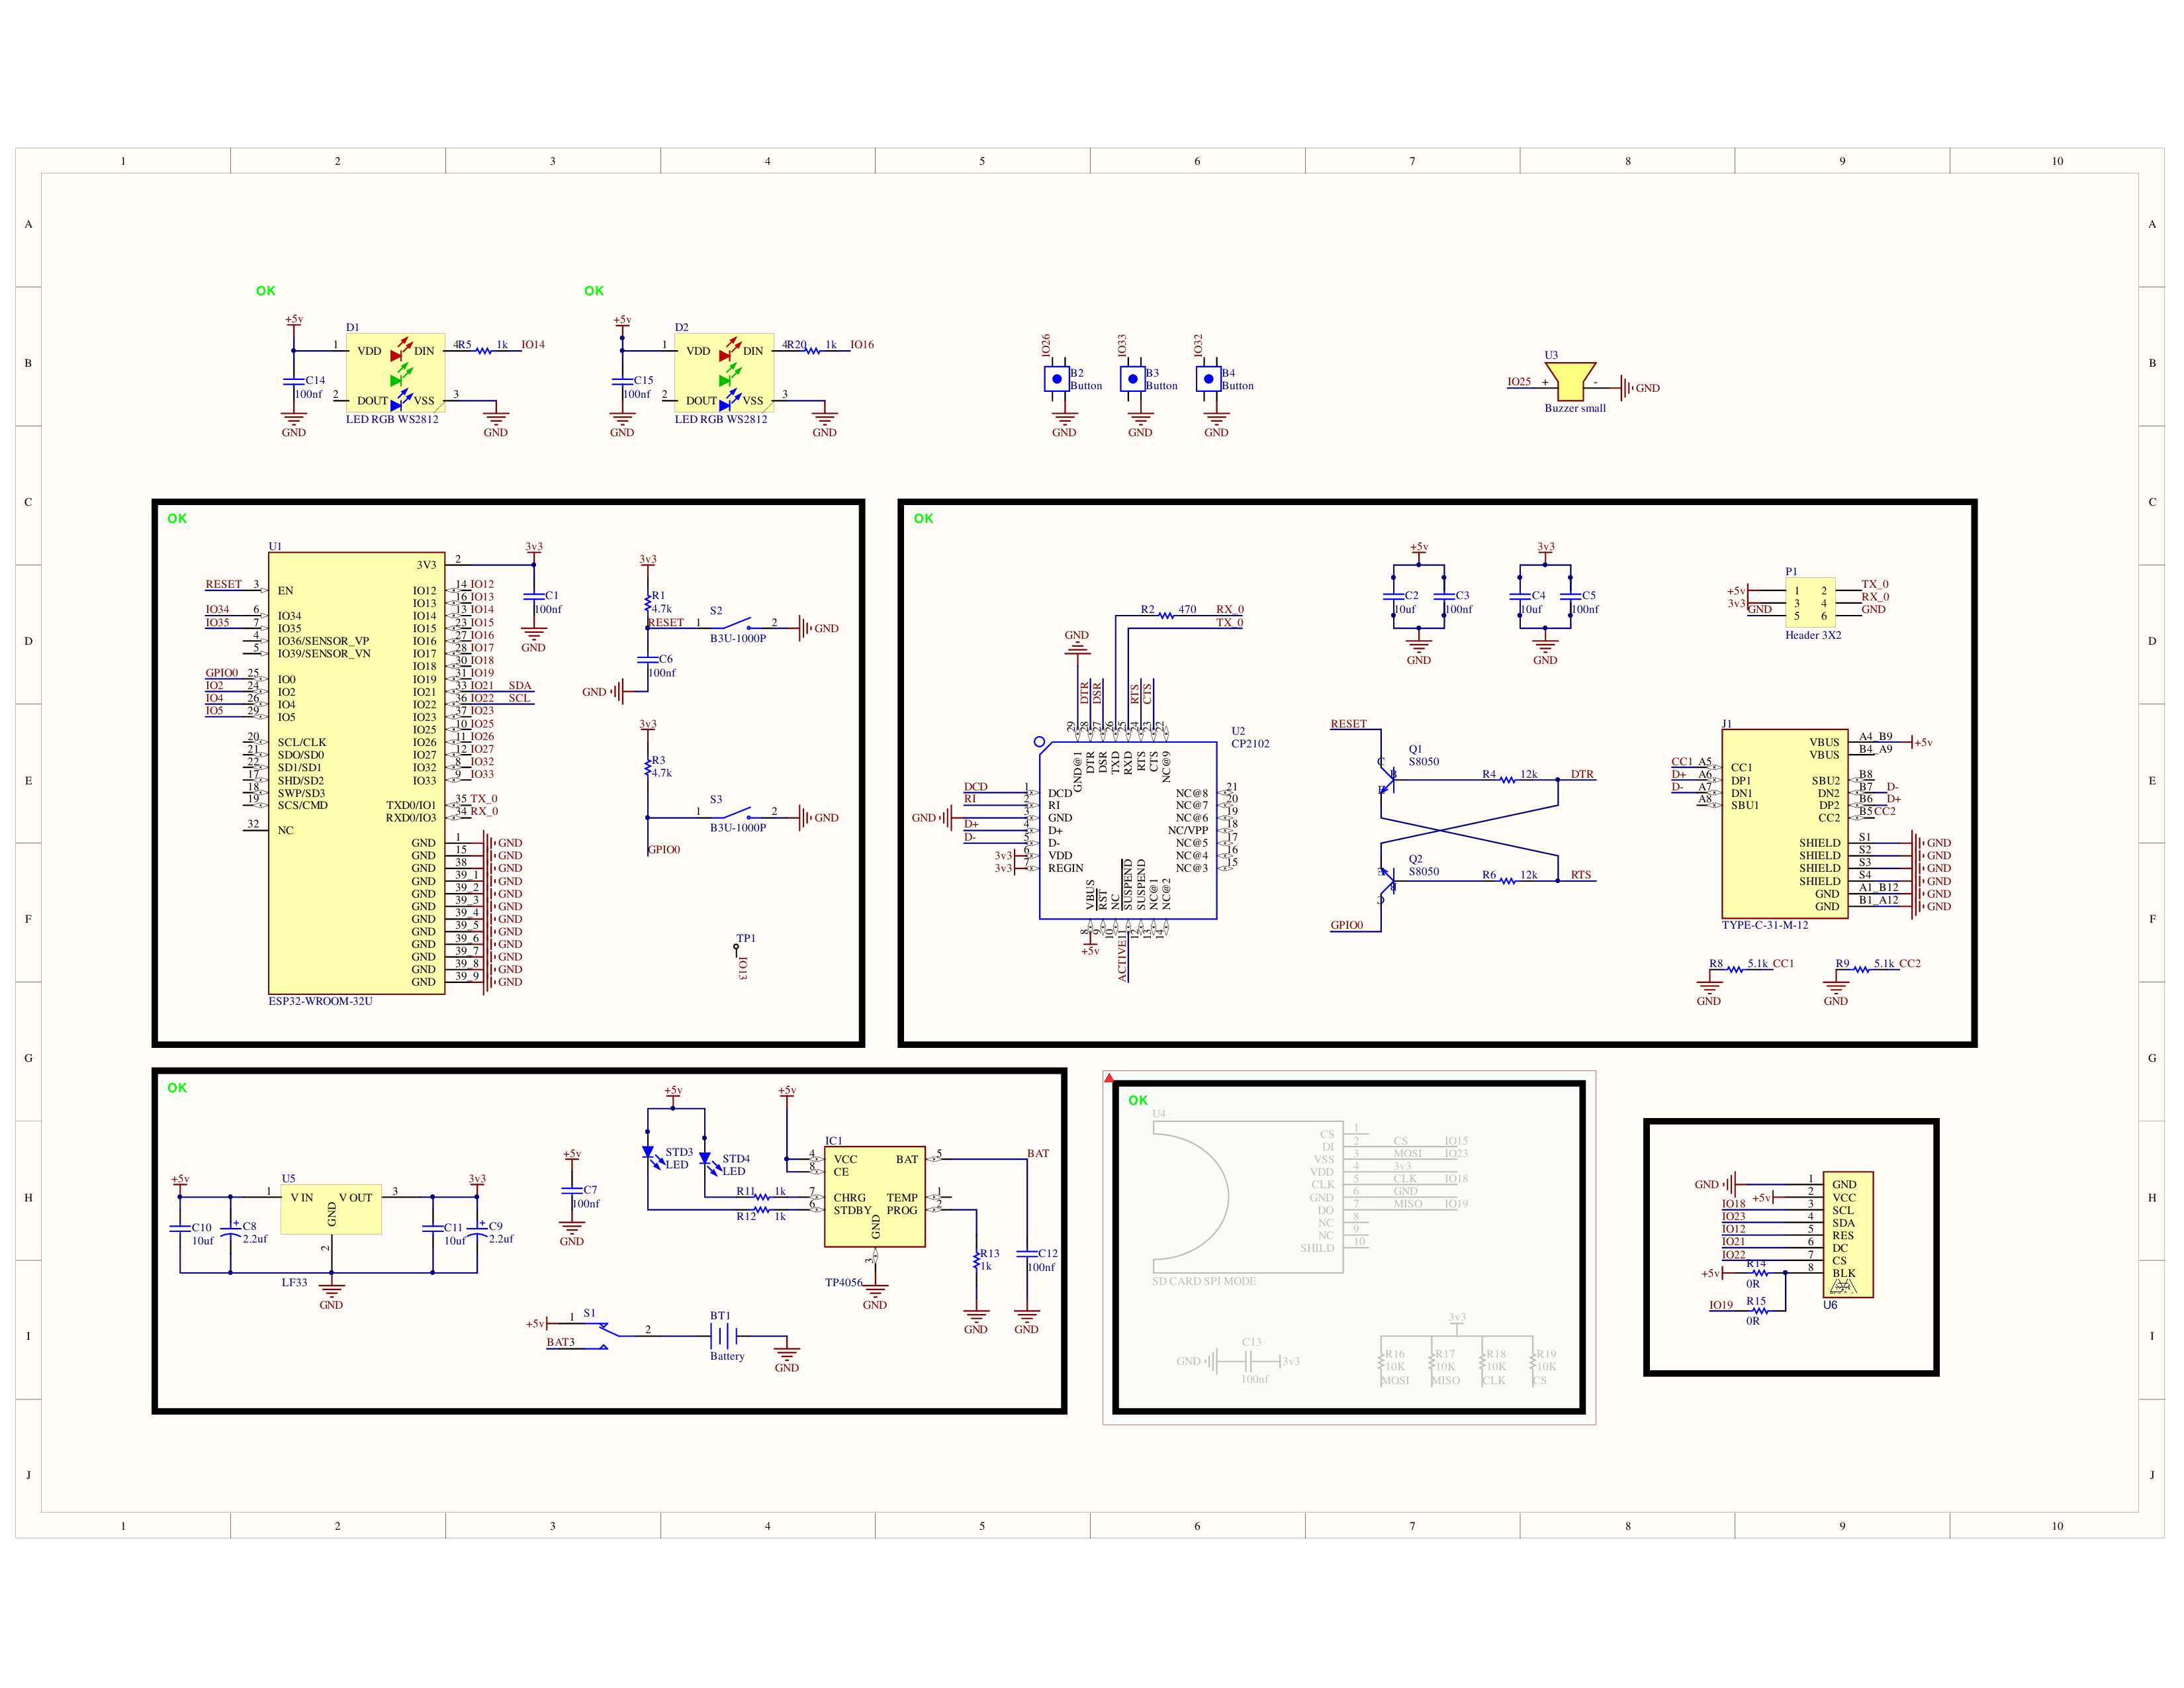 1 2 3 4 5 6 7 8 9 10
A A
B B
C C
D D
E E
F F
G G
H H
I I
J J
OK
+5v
D1
1 VDD DIN 4 R5 1k IO14
C14
100nf
2 DOUT VSS 3
LED RGB WS2812
GND GND
OK
+5v
D2
1 VDD DIN 4 R20 1k IO16
C15
100nf
2 DOUT VSS 3
LED RGB WS2812
GND GND
IO26 IO33 IO32
B2 B3 B4
Button Button Button
GND GND GND
U3
IO25 + - GND
Buzzer small
OK
U1
3V3 2
RESET 3 EN
IO34 6 IO34
IO35 7 IO35
4 IO36/SENSOR_VP
5 IO39/SENSOR_VN
GPIO0 25 IO0
IO2 24 IO2
IO4 26 IO4
IO5 29 IO5
20 SCL/CLK
21 SDO/SD0
22 SD1/SD1
17 SHD/SD2
18 SWP/SD3
19 SCS/CMD
32 NC
IO12 14 IO12
IO13 16 IO13
IO14 13 IO14
IO15 23 IO15
IO16 27 IO16
IO17 28 IO17
IO18 30 IO18
IO19 31 IO19
IO21 33 IO21 SDA
IO22 36 IO22 SCL
IO23 37 IO23
IO25 10 IO25
IO26 11 IO26
IO27 12 IO27
IO32 8 IO32
IO33 9 IO33
TXD0/IO1 35 TX_0
RXD0/IO3 34 RX_0
GND 1 GND
GND 15 GND
GND 38 GND
GND 39_1 GND
GND 39_2 GND
GND 39_3 GND
GND 39_4 GND
GND 39_5 GND
GND 39_6 GND
GND 39_7 GND
GND 39_8 GND
GND 39_9 GND
ESP32-WROOM-32U
3v3
C1
100nf
GND
3v3
R1
4.7k
RESET 1 S2 2 GND
B3U-1000P
C6
100nf
GND
3v3
R3
4.7k
1 S3 2 GND
B3U-1000P
GPIO0
TP1
IO13
OK
R2 470 RX_0
TX_0
GND
DTR DSR RTS CTS
29 28 27 26 25 24 23 22
GND@1 DTR DSR TXD RXD RTS CTS NC@9
U2
CP2102
DCD 1 DCD
RI 2 RI
GND 3 GND
D+ 4 D+
D- 5 D-
3v3 6 VDD
3v3 7 REGIN
NC@8 21
NC@7 20
NC@6 19
NC/VPP 18
NC@5 17
NC@4 16
NC@3 15
VBUS RST NC SUSPEND SUSPEND NC@1 NC@2
8 9 10 11 12 13 14
+5v
ACTIVE
+5v
C2 C3
10uf 100nf
GND
3v3
C4 C5
10uf 100nf
GND
P1
+5v 1 2 TX_0
3v3 3 4 RX_0
GND 5 6 GND
Header 3X2
RESET
Q1
S8050
C B E
R4 12k DTR
Q2
S8050
E B C
R6 12k RTS
GPIO0
J1
VBUS A4_B9 +5v
VBUS B4_A9
CC1 A5 CC1
D+ A6 DP1 SBU2 B8
D- A7 DN1 DN2 B7 D-
A8 SBU1 DP2 B6 D+
CC2 B5 CC2
SHIELD S1 GND
SHIELD S2 GND
SHIELD S3 GND
SHIELD S4 GND
GND A1_B12 GND
GND B1_A12 GND
TYPE-C-31-M-12
R8 5.1k CC1
GND
R9 5.1k CC2
GND
OK
+5v
U5
1 V IN V OUT 3
GND
2
3v3
C10
10uf
C8
2.2uf
C11
10uf
C9
2.2uf
LF33
GND
+5v
C7
100nf
GND
+5v +5v
STD3
LED
STD4
LED
R11 1k
R12 1k
IC1
4 VCC BAT 5 BAT
8 CE
7 CHRG TEMP 1
6 STDBY PROG 2
GND
3
TP4056
GND
R13
1k
GND
C12
100nf
GND
+5v 1 S1
BAT 3 2
BT1
Battery
GND
OK
U4
CS 1
DI 2 CS IO15
VSS 3 MOSI IO23
VDD 4 3v3
CLK 5 CLK IO18
GND 6 GND
DO 7 MISO IO19
NC 8
NC 9
SHILD 10
SD CARD SPI MODE
C13
GND 3v3
100nf
3v3
R16 R17 R18 R19
10K 10K 10K 10K
MOSI MISO CLK CS
GND 1 GND
+5v 2 VCC
IO18 3 SCL
IO23 4 SDA
IO12 5 RES
IO21 6 DC
IO22 7 CS
+5v R14 8 BLK
0R
IO19 R15
0R
U6
1 2 3 4 5 6 7 8 9 10